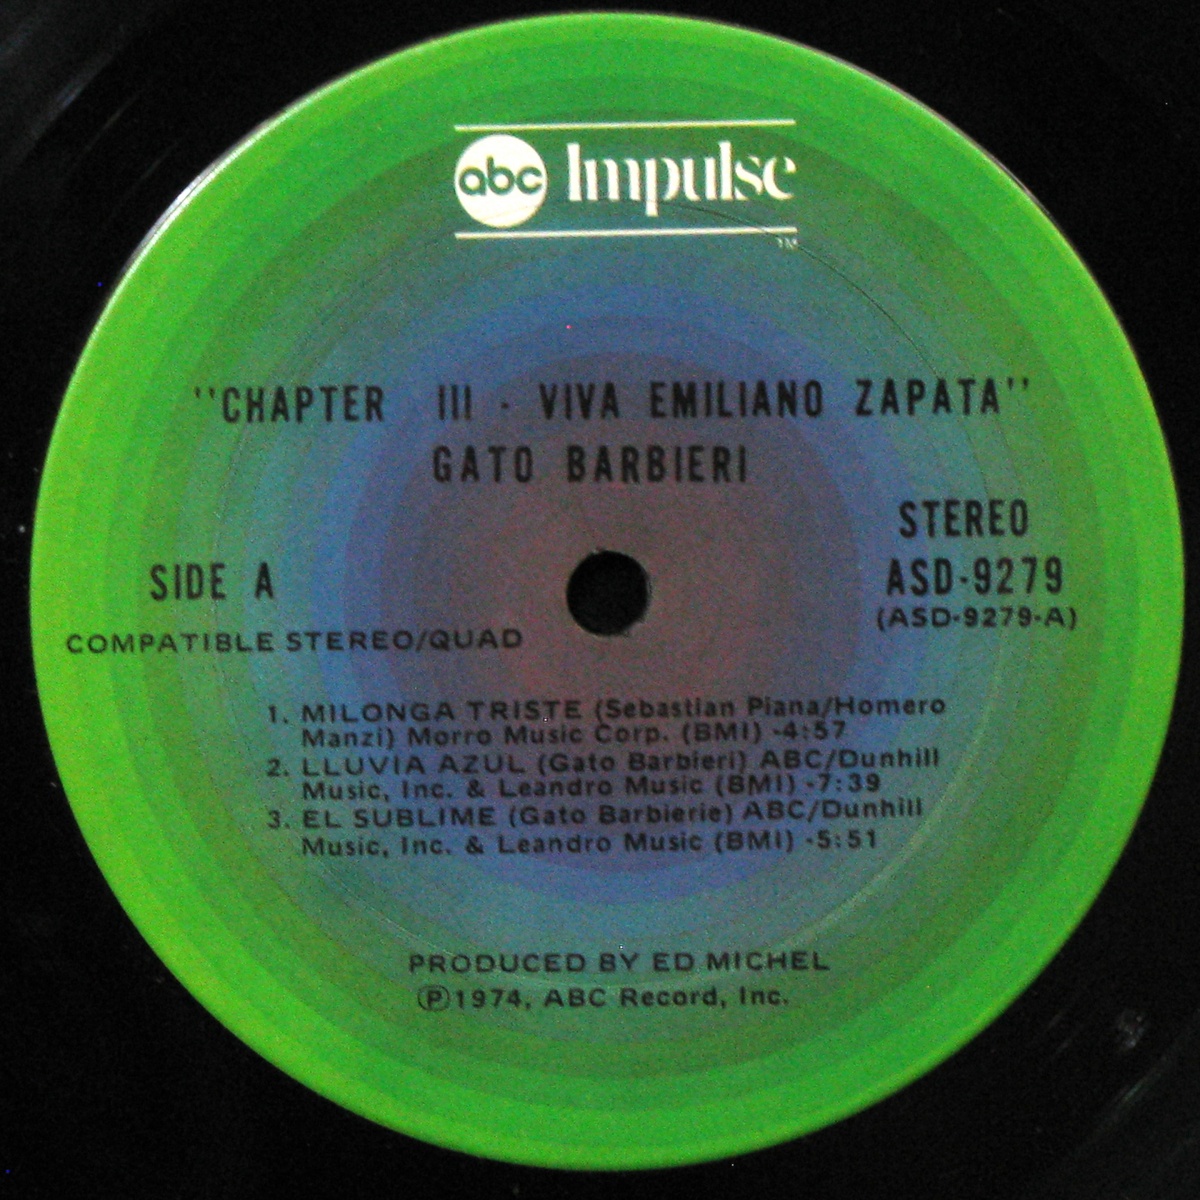 abc Impulse
TM
"CHAPTER III - VIVA EMILIANO ZAPATA"
GATO BARBIERI
STEREO
SIDE A
ASD-9279
(ASD-9279-A)
COMPATIBLE STEREO/QUAD
1. MILONGA TRISTE (Sebastian Piana/Homero
Manzi) Morro Music Corp. (BMI) -4:57
2. LLUVIA AZUL (Gato Barbieri) ABC/Dunhill
Music, Inc. & Leandro Music (BMI) -7:39
3. EL SUBLIME (Gato Barbierie) ABC/Dunhill
Music, Inc. & Leandro Music (BMI) -5:51
PRODUCED BY ED MICHEL
Ⓟ1974, ABC Record, Inc.